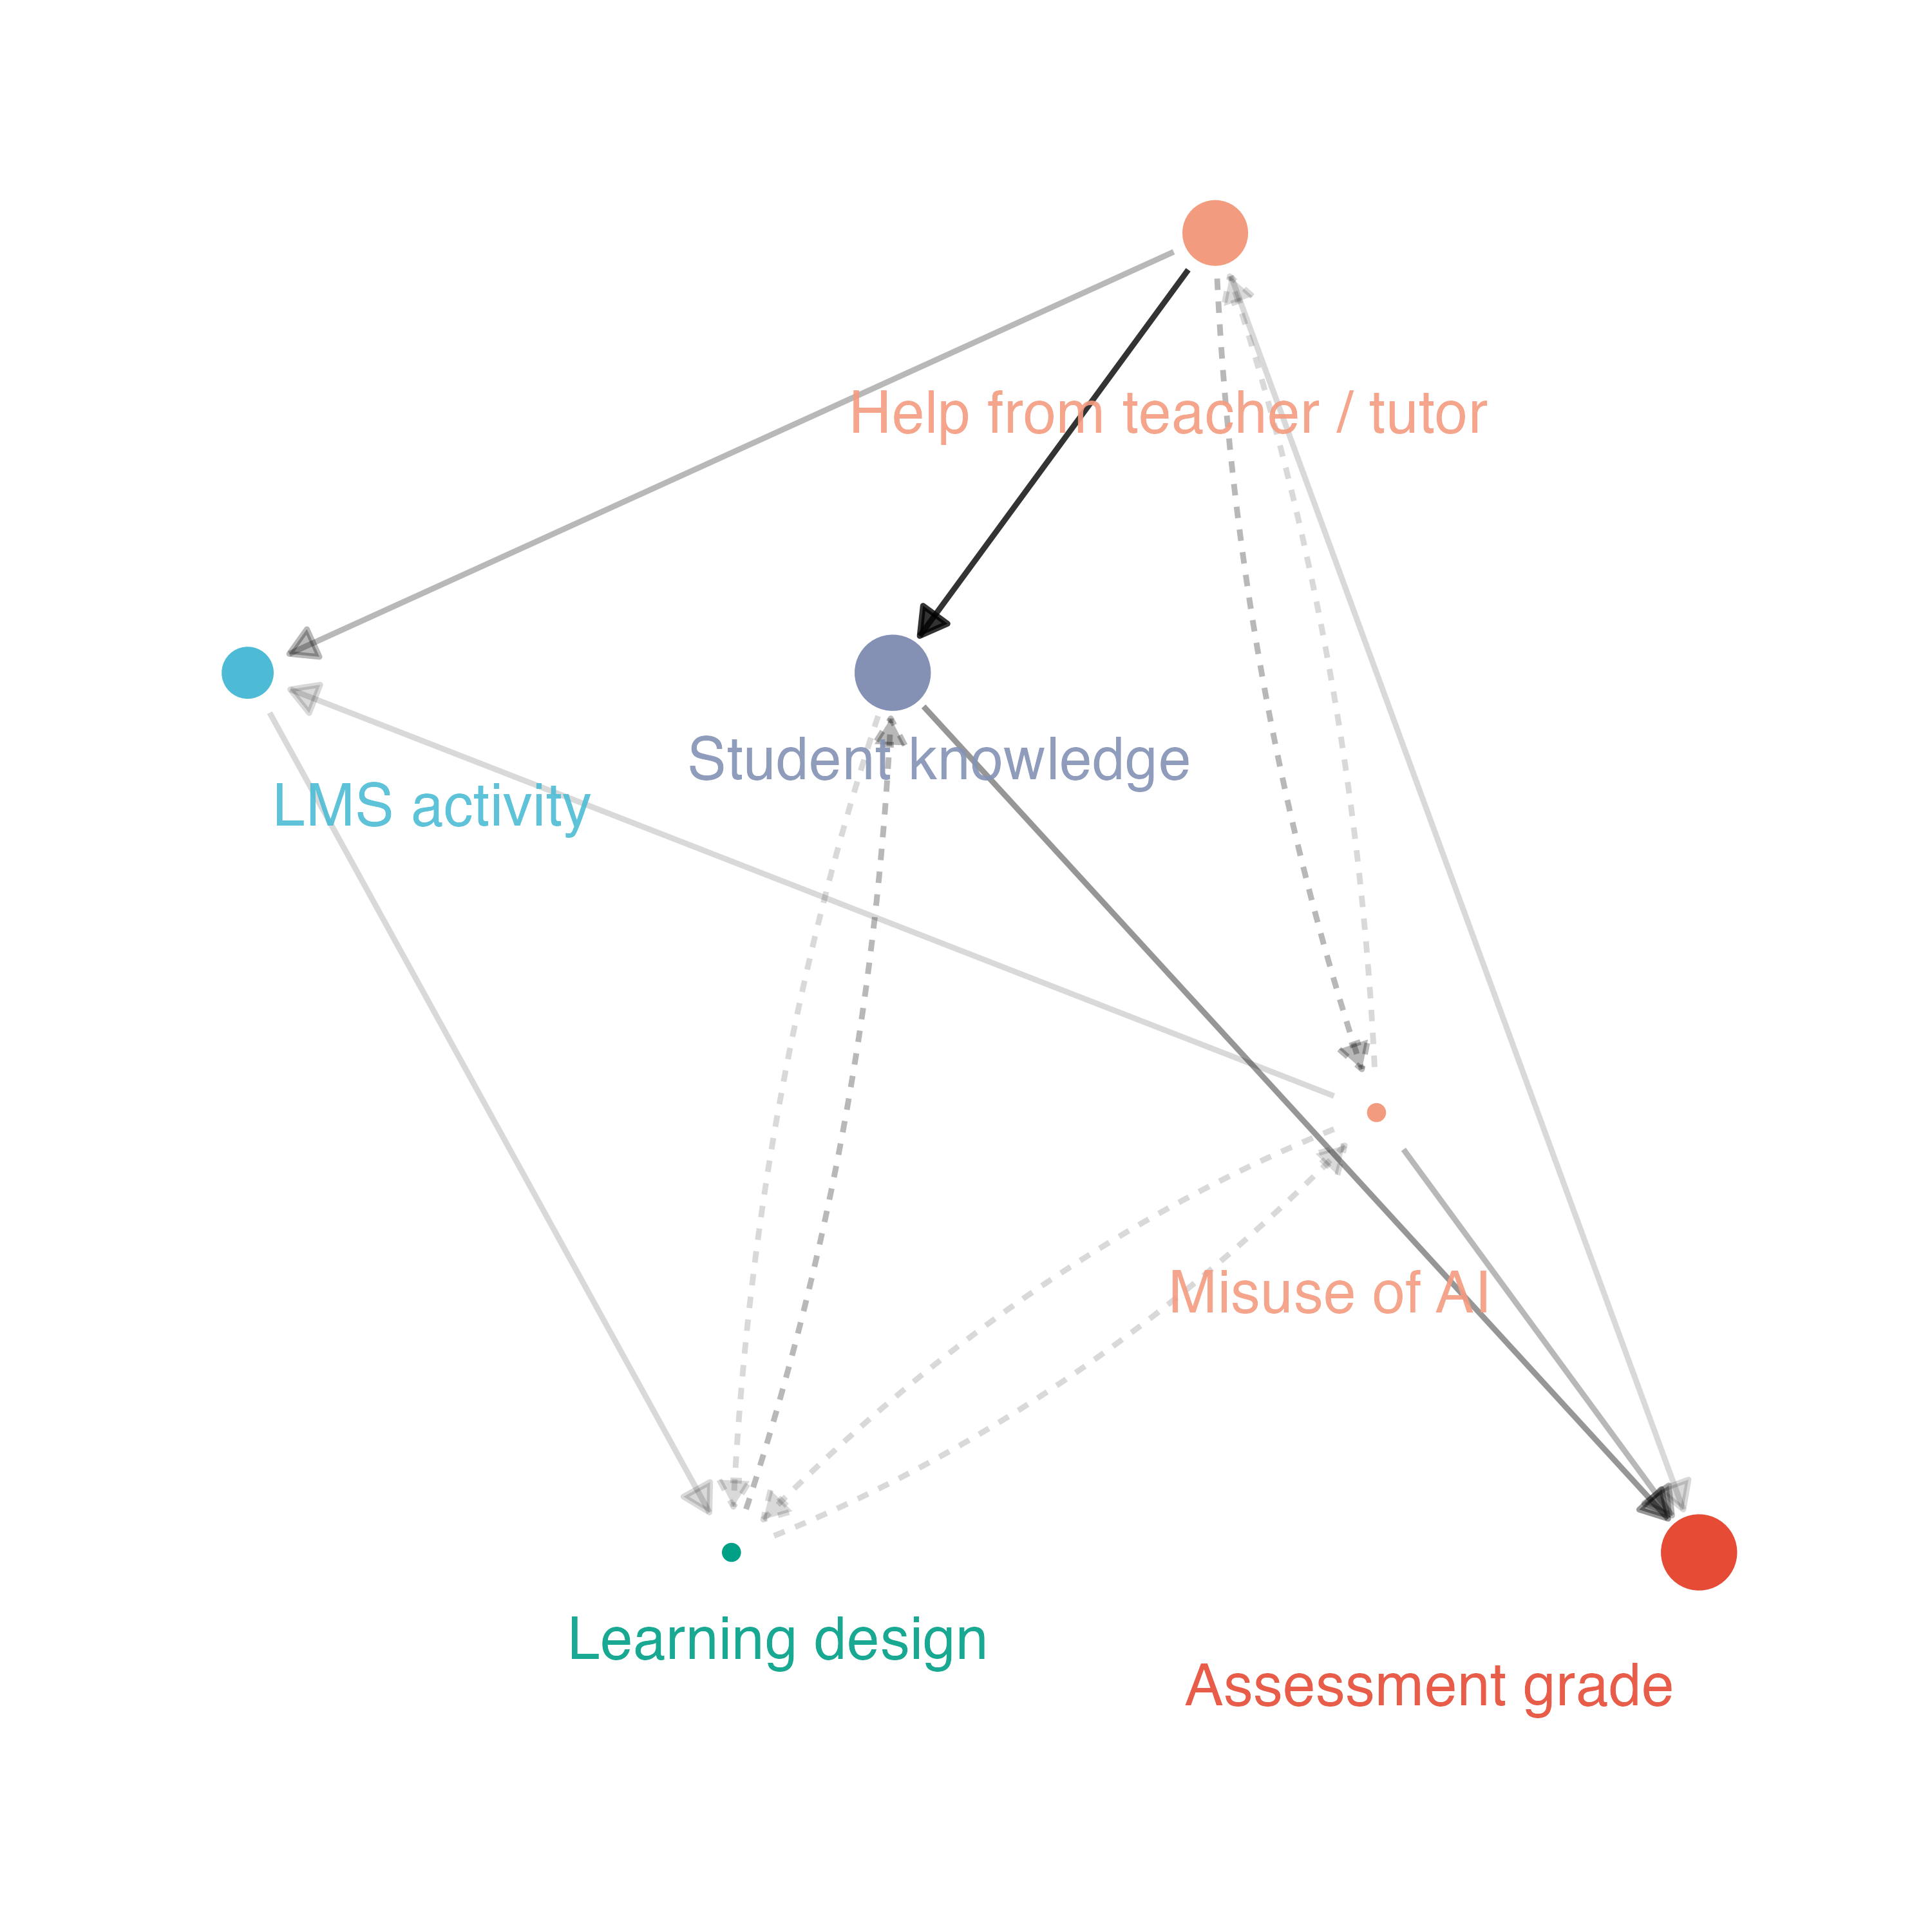 Help from teacher / tutor
Student knowledge
LMS activity
Misuse of AI
Learning design
Assessment grade